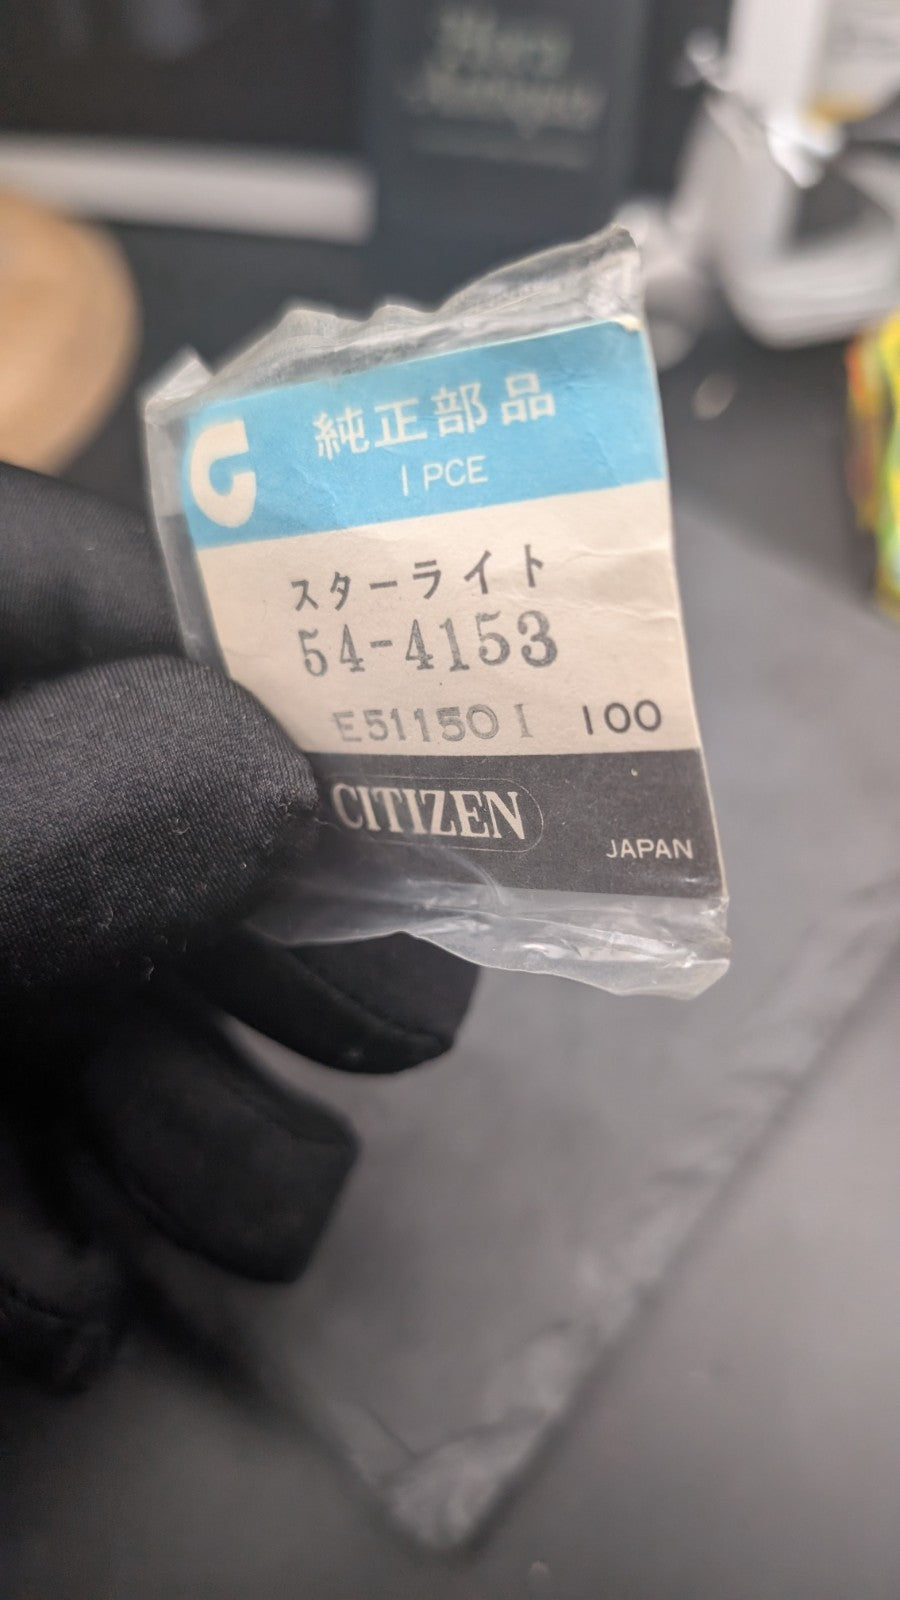 純正部品
1 PCE
スターライト
54-4153
E511501 100
CITIZEN
JAPAN